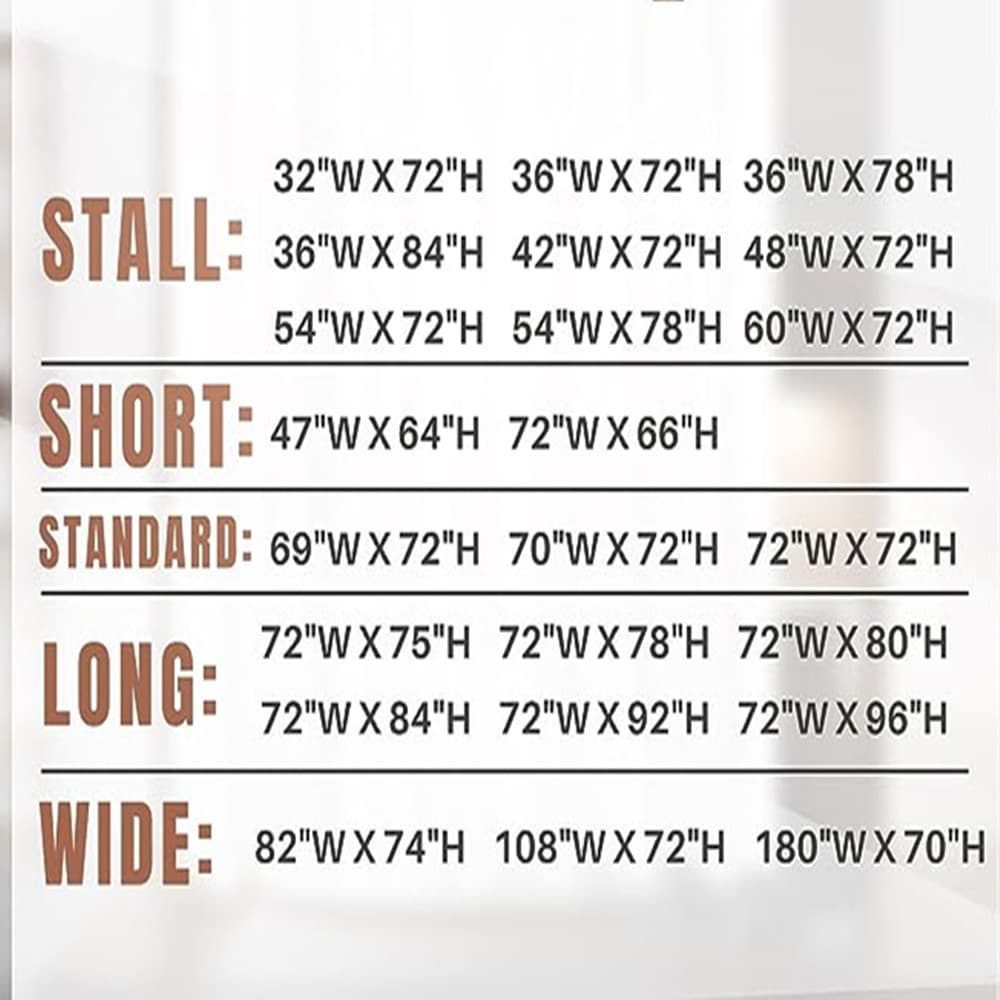 STALL:
32"W X 72"H 36"W X 72"H 36"W X 78"H
36"W X 84"H 42"W X 72"H 48"W X 72"H
54"W X 72"H 54"W X 78"H 60"W X 72"H
SHORT: 47"W X 64"H 72"W X 66"H
STANDARD: 69"W X 72"H 70"W X 72"H 72"W X 72"H
LONG:
72"W X 75"H 72"W X 78"H 72"W X 80"H
72"W X 84"H 72"W X 92"H 72"W X 96"H
WIDE: 82"W X 74"H 108"W X 72"H 180"W X 70"H